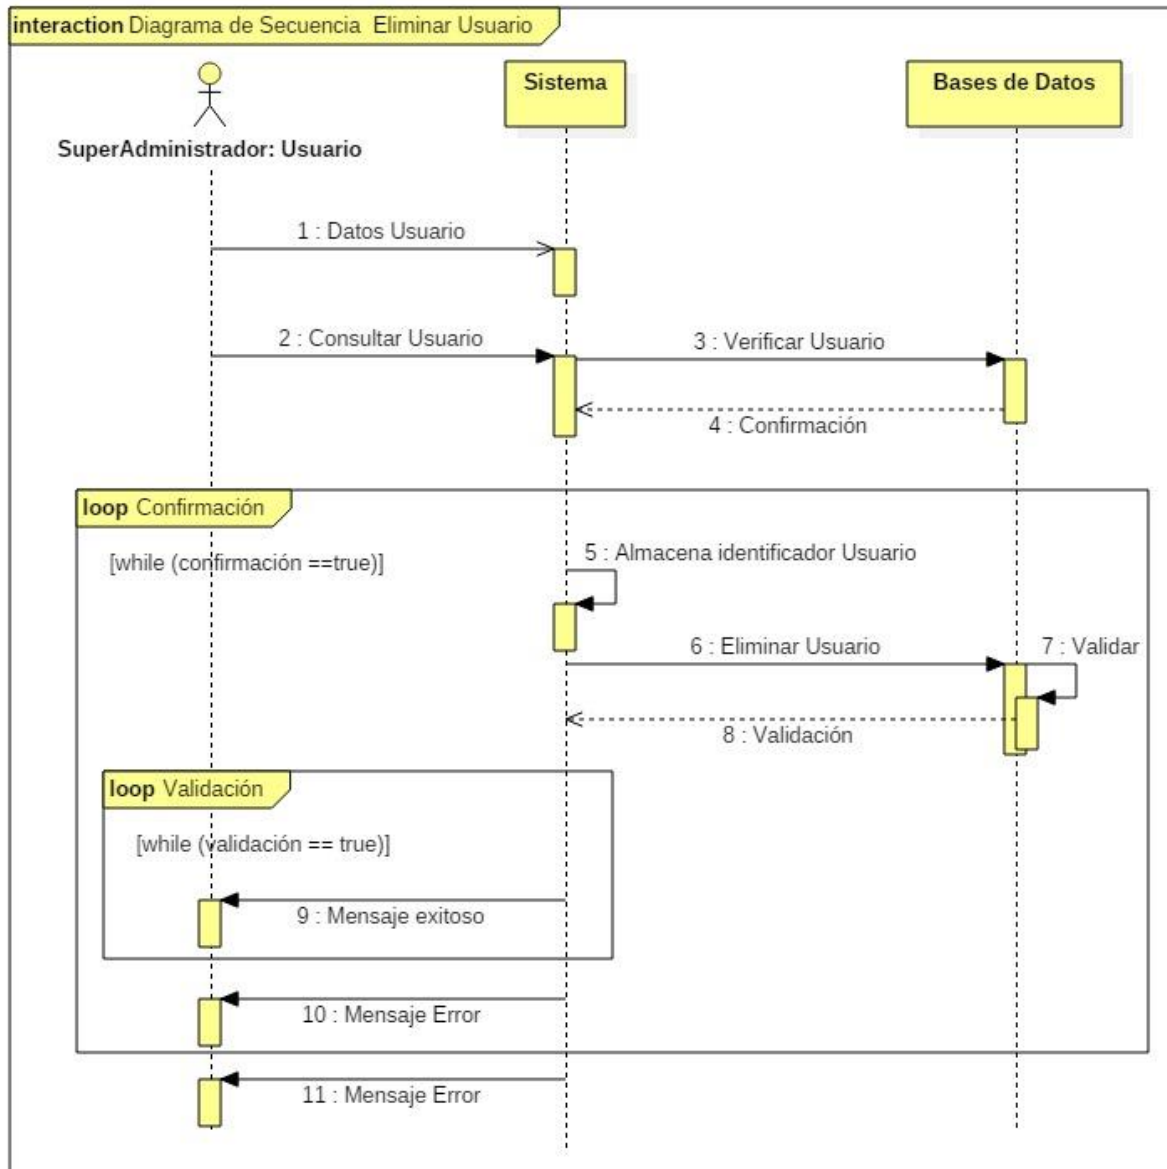 interaction Diagrama de Secuencia Eliminar Usuario
Sistema
Bases de Datos
SuperAdministrador: Usuario
1 : Datos Usuario
2 : Consultar Usuario
3 : Verificar Usuario
4 : Confirmación
loop Confirmación
[while (confirmación ==true)]
5 : Almacena identificador Usuario
6 : Eliminar Usuario
7 : Validar
8 : Validación
loop Validación
[while (validación == true)]
9 : Mensaje exitoso
10 : Mensaje Error
11 : Mensaje Error